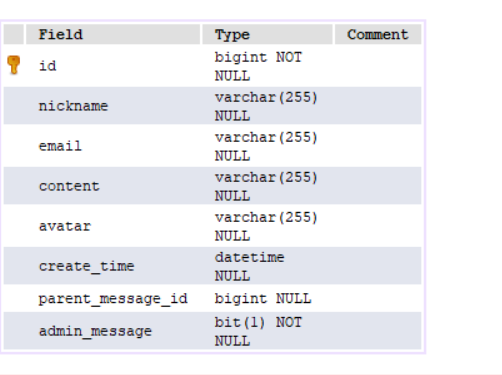 Field Type Comment
id bigint NOT
NULL
nickname varchar(255)
NULL
email varchar(255)
NULL
content varchar(255)
NULL
avatar varchar(255)
NULL
create_time datetime
NULL
parent_message_id bigint NULL
admin_message bit(1) NOT
NULL